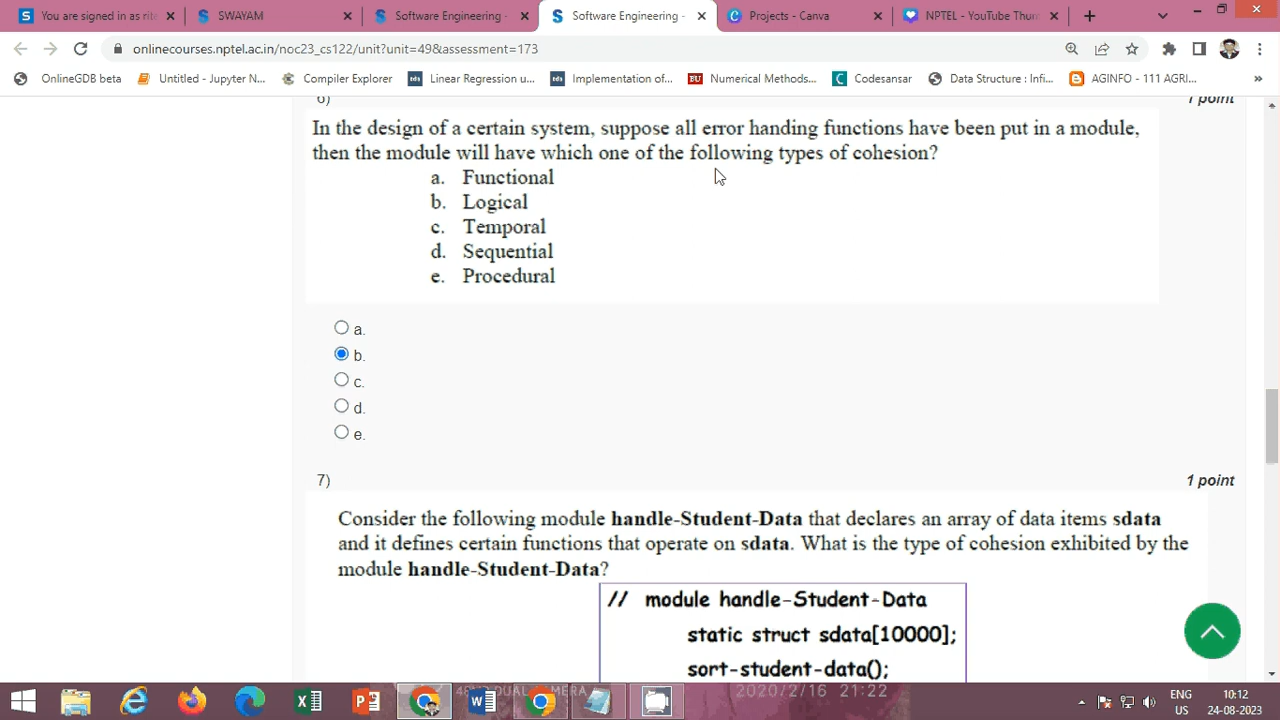 You are signed in as rite
SWAYAM
Software Engineering -
Software Engineering -
Projects - Canva
NPTEL - YouTube Thum
onlinecourses.nptel.ac.in/noc23_cs122/unit?unit=49&assessment=173
OnlineGDB beta
Untitled - Jupyter N...
Compiler Explorer
Linear Regression u...
Implementation of...
Numerical Methods...
Codesansar
Data Structure : Infi...
AGINFO - 111 AGRI...
6)
1 point
In the design of a certain system, suppose all error handing functions have been put in a module,
then the module will have which one of the following types of cohesion?
a. Functional
b. Logical
c. Temporal
d. Sequential
e. Procedural
a.
b.
c.
d.
e.
7)
1 point
Consider the following module handle-Student-Data that declares an array of data items sdata
and it defines certain functions that operate on sdata. What is the type of cohesion exhibited by the
module handle-Student-Data?
// module handle-Student-Data
static struct sdata[10000];
sort-student-data();
2020/2/16 21:22
ENG
US
10:12
24-08-2023